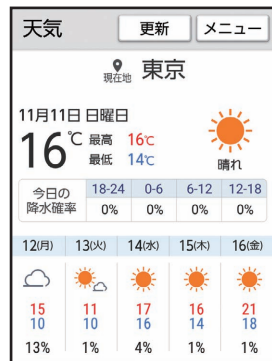 天気 更新 メニュー
現在地 東京
11月11日 日曜日
16℃ 最高 16℃
最低 14℃
晴れ
今日の降水確率 18-24 0-6 6-12 12-18
0% 0% 0% 0%
12(月) 13(火) 14(水) 15(木) 16(金)
15 11 17 16 21
10 10 16 14 18
13% 1% 4% 1% 1%